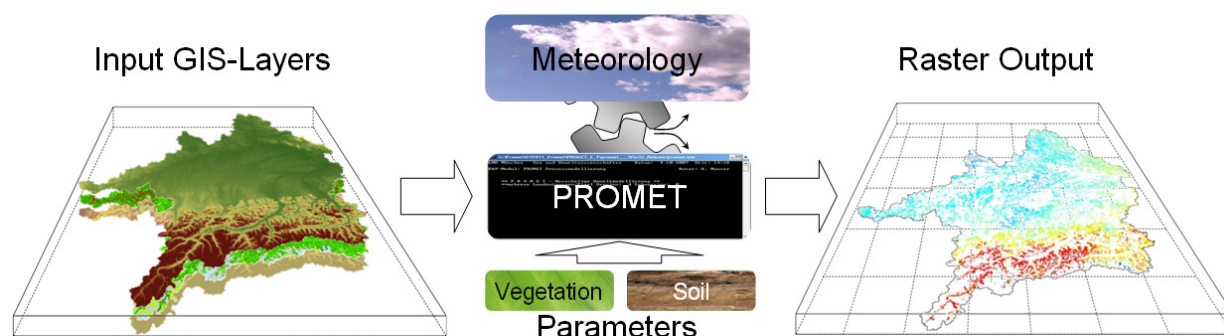 Input GIS-Layers
Meteorology
Raster Output
PROMET
Vegetation
Soil
Parameters